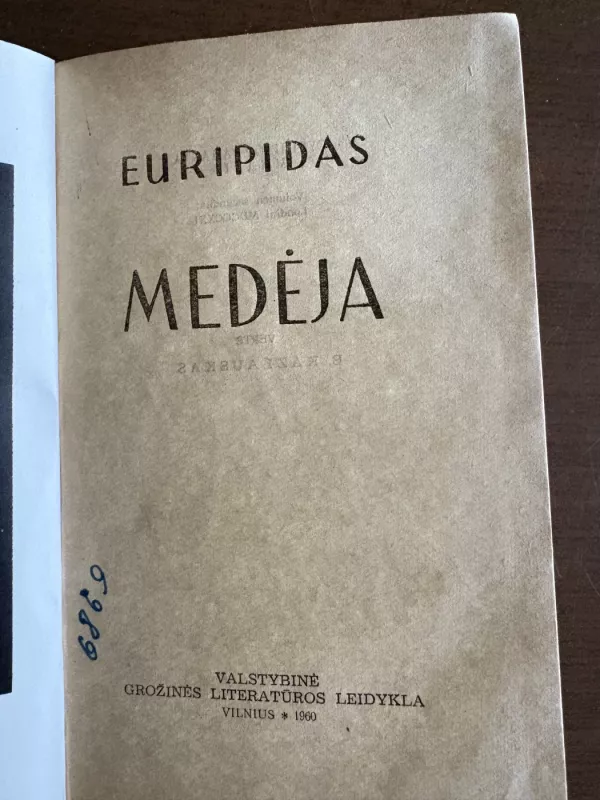 EURIPIDAS
MEDĖJA
VALSTYBINĖ
GROŽINĖS LITERATŪROS LEIDYKLA
VILNIUS * 1960